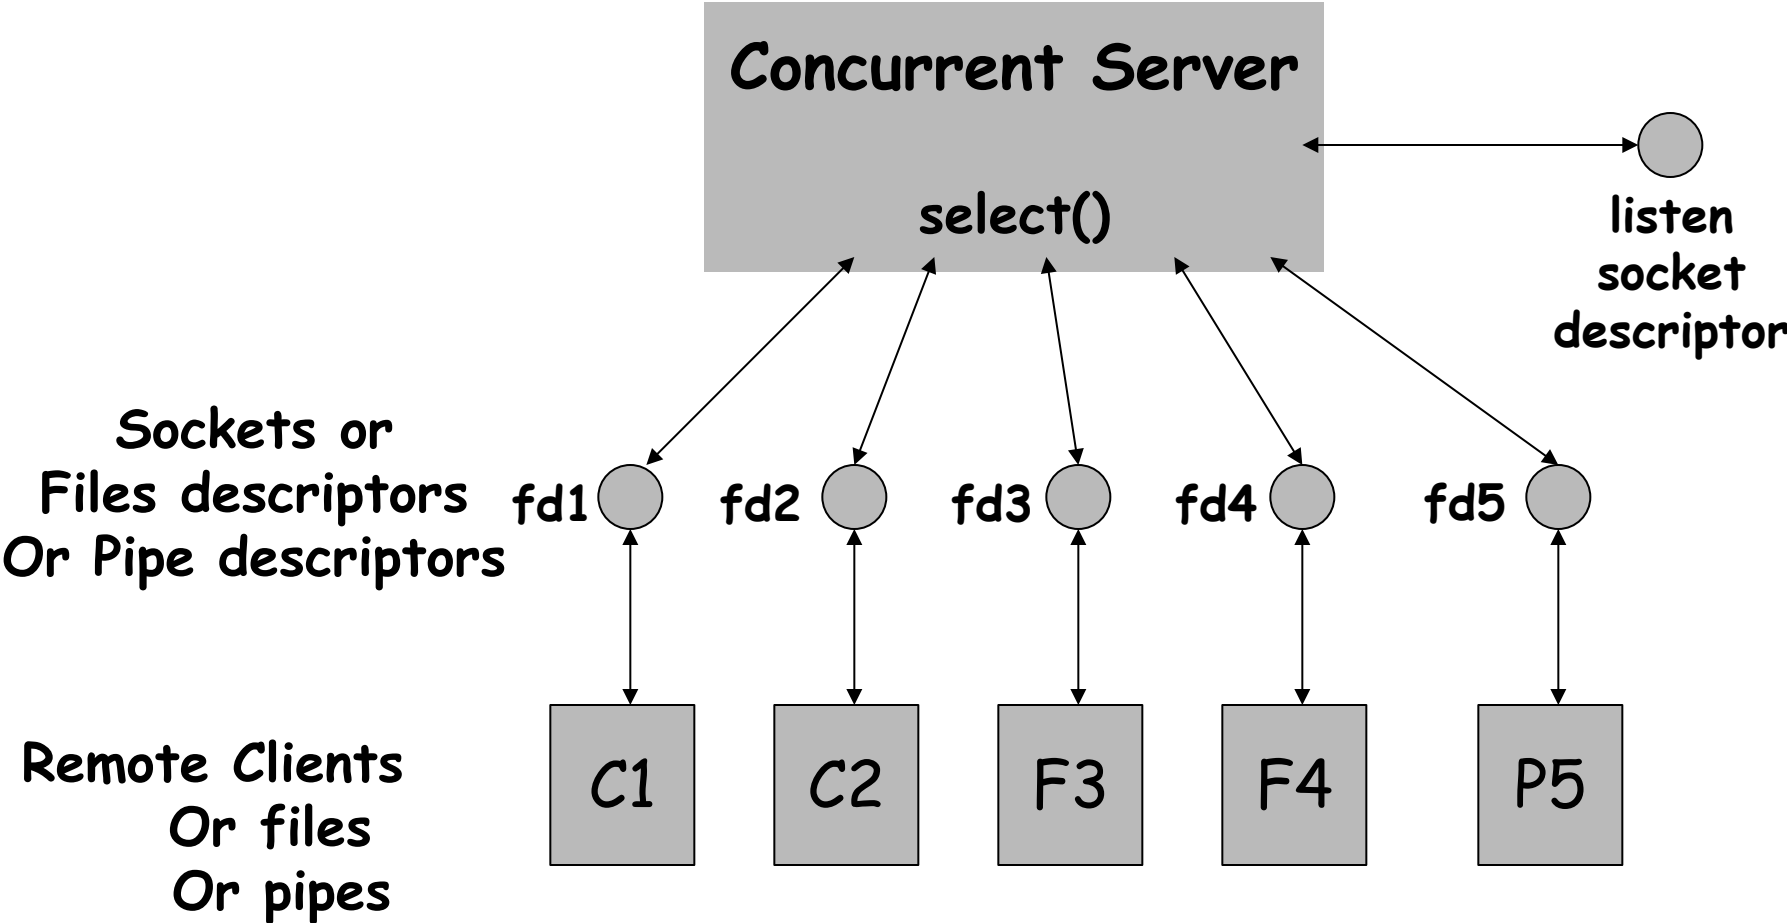 Concurrent Server
select()
listen
socket
descriptor
Sockets or
Files descriptors
Or Pipe descriptors
fd1
fd2
fd3
fd4
fd5
Remote Clients
Or files
Or pipes
C1
C2
F3
F4
P5